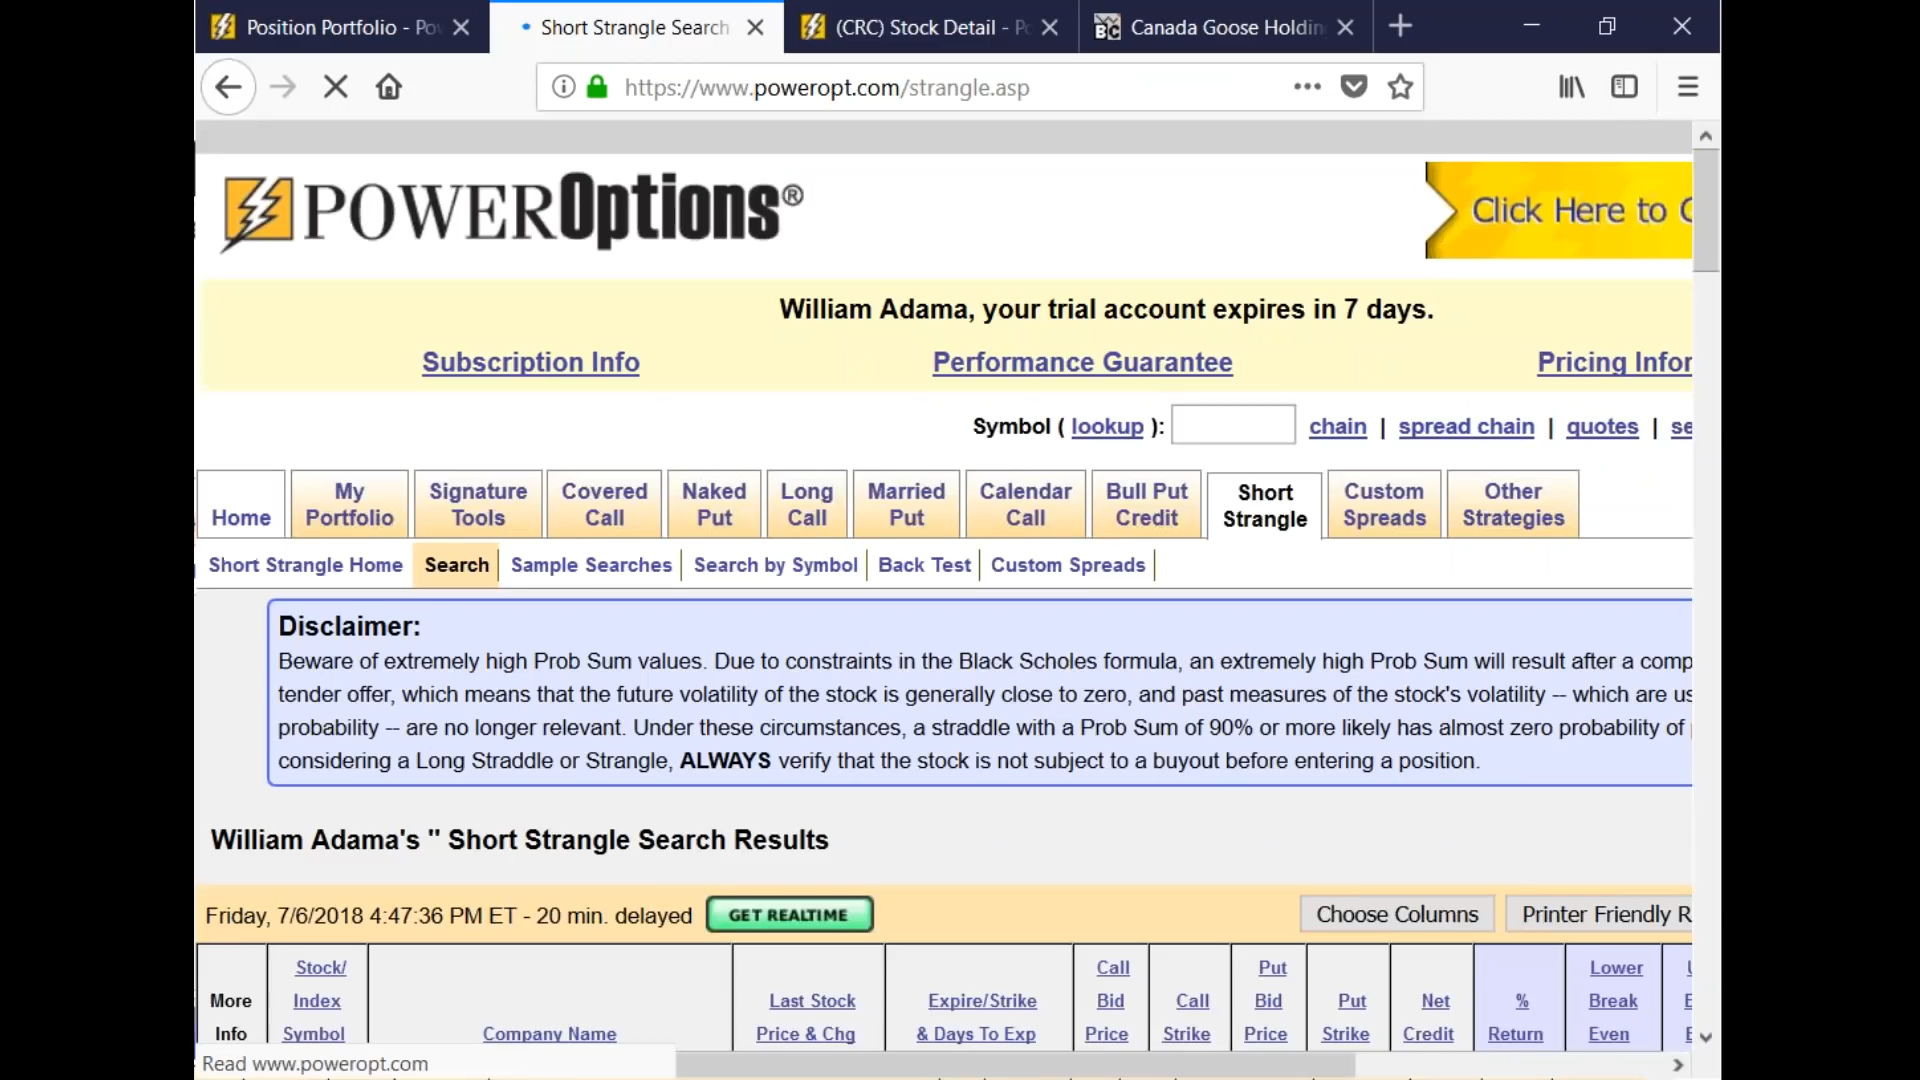 Position Portfolio - Po
Short Strangle Search
(CRC) Stock Detail - P
Canada Goose Holdin
https://www.poweropt.com/strangle.asp
POWEROptions®
Click Here to
William Adama, your trial account expires in 7 days.
Subscription Info
Performance Guarantee
Pricing Infor
Symbol ( lookup ): chain | spread chain | quotes | se
Home
My Portfolio
Signature Tools
Covered Call
Naked Put
Long Call
Married Put
Calendar Call
Bull Put Credit
Short Strangle
Custom Spreads
Other Strategies
Short Strangle Home
Search
Sample Searches
Search by Symbol
Back Test
Custom Spreads
Disclaimer:
Beware of extremely high Prob Sum values. Due to constraints in the Black Scholes formula, an extremely high Prob Sum will result after a comp
tender offer, which means that the future volatility of the stock is generally close to zero, and past measures of the stock's volatility -- which are us
probability -- are no longer relevant. Under these circumstances, a straddle with a Prob Sum of 90% or more likely has almost zero probability of
considering a Long Straddle or Strangle, ALWAYS verify that the stock is not subject to a buyout before entering a position.
William Adama's " Short Strangle Search Results
Friday, 7/6/2018 4:47:36 PM ET - 20 min. delayed
GET REALTIME
Choose Columns
Printer Friendly R
More Info
Stock/ Index Symbol
Company Name
Last Stock Price & Chg
Expire/Strike & Days To Exp
Call Bid Price
Call Strike
Put Bid Price
Put Strike
Net Credit
% Return
Lower Break Even
Read www.poweropt.com